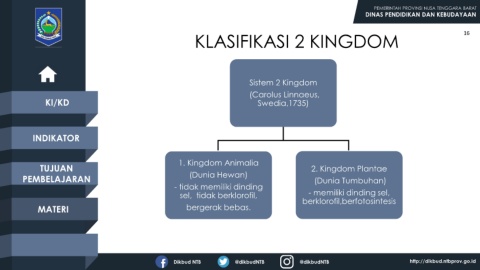 PEMERINTAH PROVINSI NUSA TENGGARA BARAT
DINAS PENDIDIKAN DAN KEBUDAYAAN
16
KLASIFIKASI 2 KINGDOM
Sistem 2 Kingdom
(Carolus Linnaeus,
Swedia,1735)
KI/KD
INDIKATOR
TUJUAN
PEMBELAJARAN
MATERI
1. Kingdom Animalia
(Dunia Hewan)
- tidak memiliki dinding
sel, tidak berklorofil,
bergerak bebas.
2. Kingdom Plantae
(Dunia Tumbuhan)
- memiliki dinding sel,
berklorofil,berfotosintesis
Dikbud NTB
@dikbudNTB
@dikbudNTB
http://dikbud.ntbprov.go.id